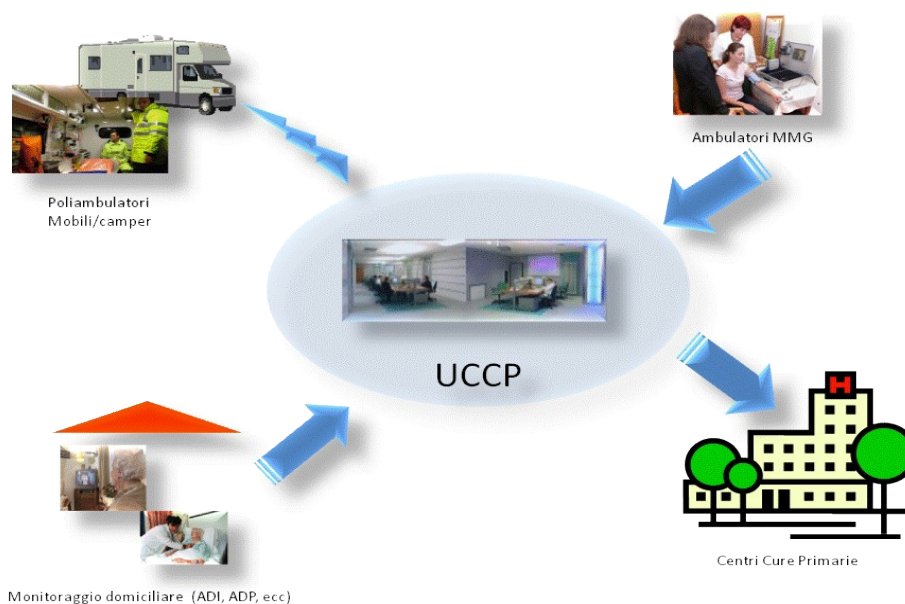 Ambulatori MMG
Poliambulatori
Mobili/camper
UCCP
H
Centri Cure Primarie
Monitoraggio domiciliare (ADI, ADP, ecc)